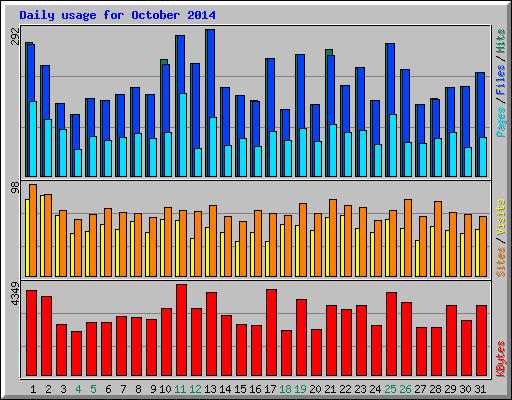 Daily usage for October 2014
292
Pages / Files / Hits
98
Sites / Visits
4349
KBytes
1 2 3 4 5 6 7 8 9 10 11 12 13 14 15 16 17 18 19 20 21 22 23 24 25 26 27 28 29 30 31